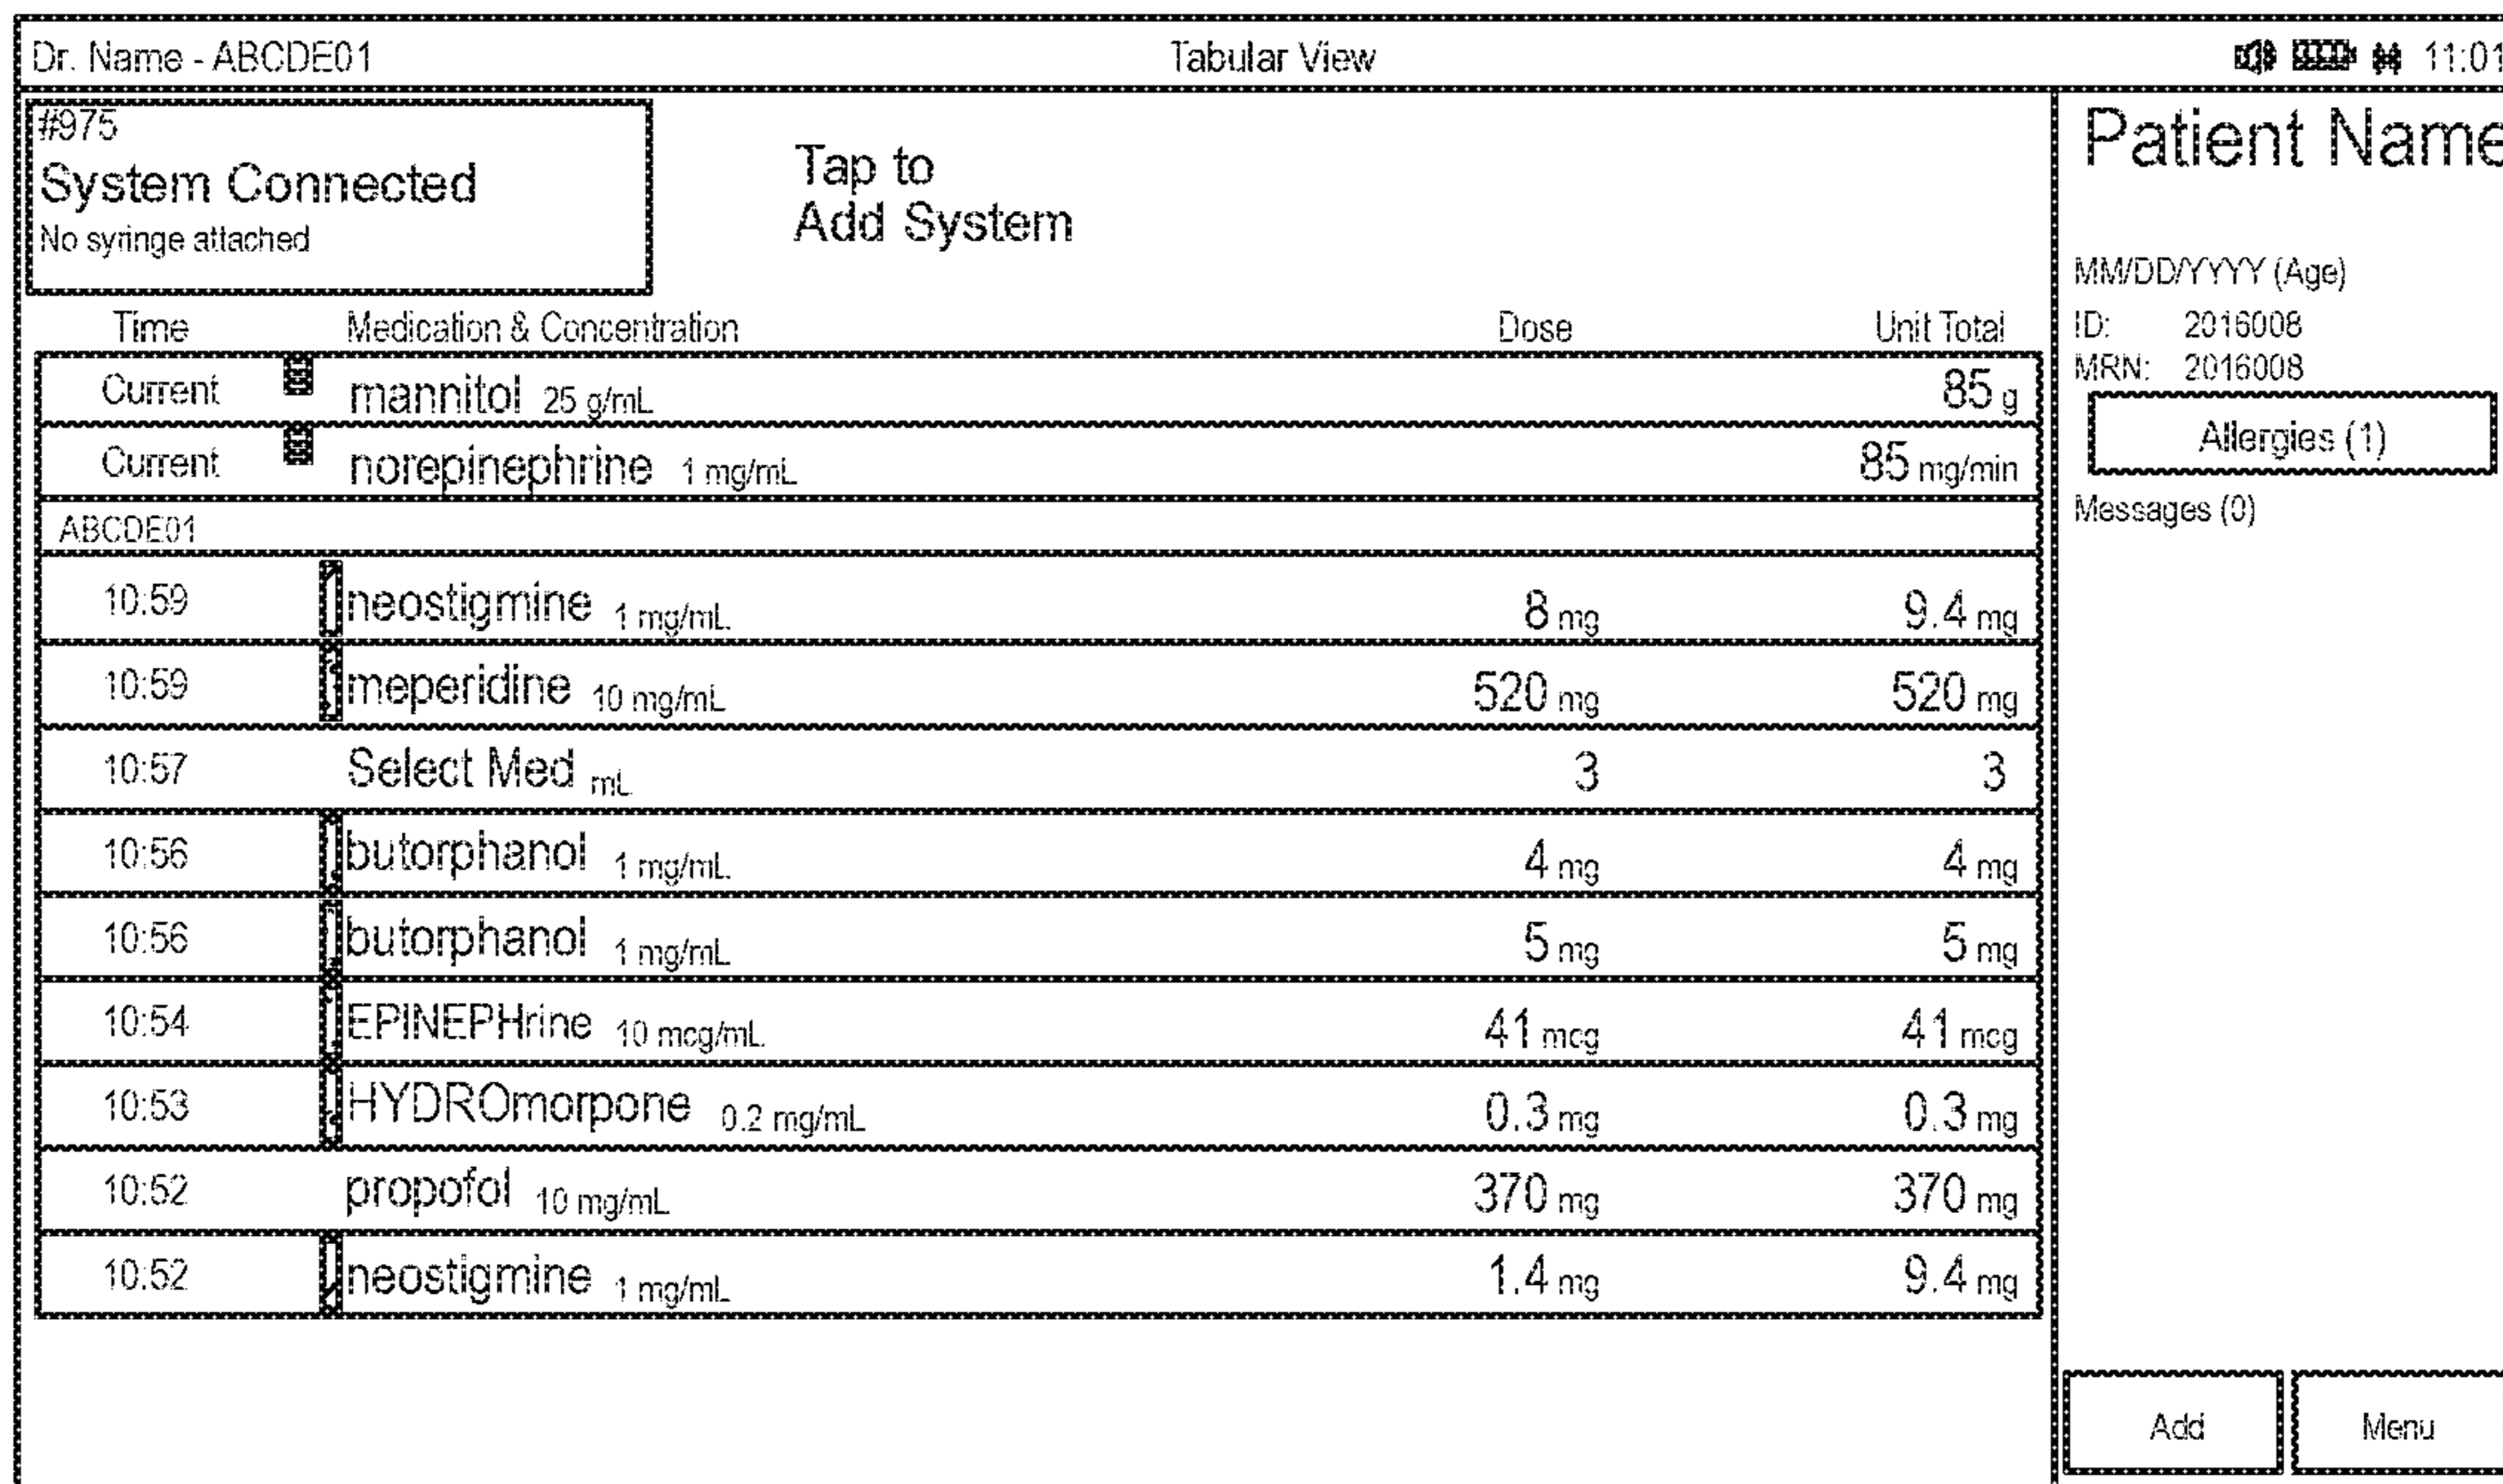 Dr. Name - ABCDE01 Tabular View 11:01
#975
System Connected
No syringe attached
Tap to
Add System
Time Medication & Concentration Dose Unit Total
Current mannitol 25 g/mL 85 g
Current norepinephrine 1 mg/mL 85 mg/min
ABCDE01
10:59 neostigmine 1 mg/mL 8 mg 9.4 mg
10:59 meperidine 10 mg/mL 520 mg 520 mg
10:57 Select Med mL 3 3
10:56 butorphanol 1 mg/mL 4 mg 4 mg
10:56 butorphanol 1 mg/mL 5 mg 5 mg
10:54 EPINEPHrine 10 mcg/mL 41 mcg 41 mcg
10:53 HYDROmorpone 0.2 mg/mL 0.3 mg 0.3 mg
10:52 propofol 10 mg/mL 370 mg 370 mg
10:52 neostigmine 1 mg/mL 1.4 mg 9.4 mg
Patient Name
MM/DD/YYYY (Age)
ID: 2016008
MRN: 2016008
Allergies (1)
Messages (0)
Add Menu